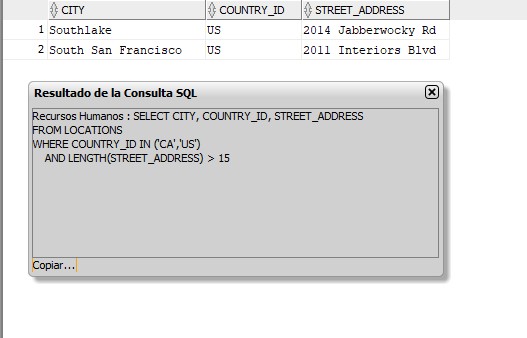 CITY COUNTRY_ID STREET_ADDRESS
1 Southlake US 2014 Jabberwocky Rd
2 South San Francisco US 2011 Interiors Blvd
Resultado de la Consulta SQL
Recursos Humanos : SELECT CITY, COUNTRY_ID, STREET_ADDRESS
FROM LOCATIONS
WHERE COUNTRY_ID IN ('CA','US')
AND LENGTH(STREET_ADDRESS) > 15
Copiar...